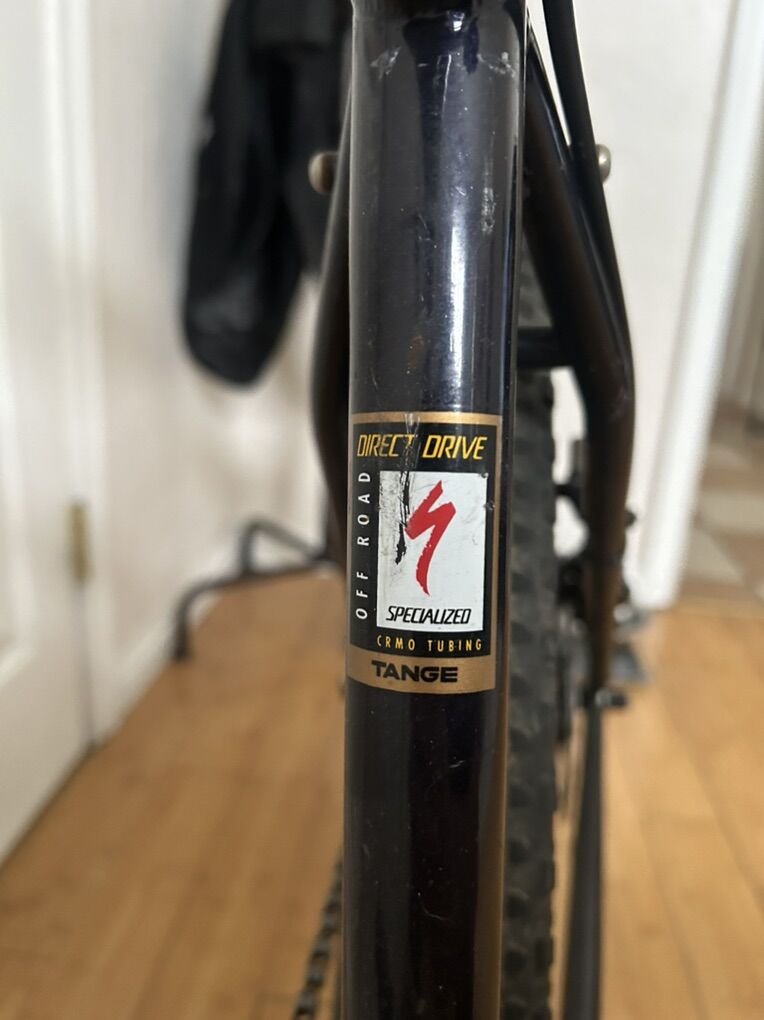 DIRECT DRIVE
OFF ROAD
SPECIALIZED
CRMO TUBING
TANGE